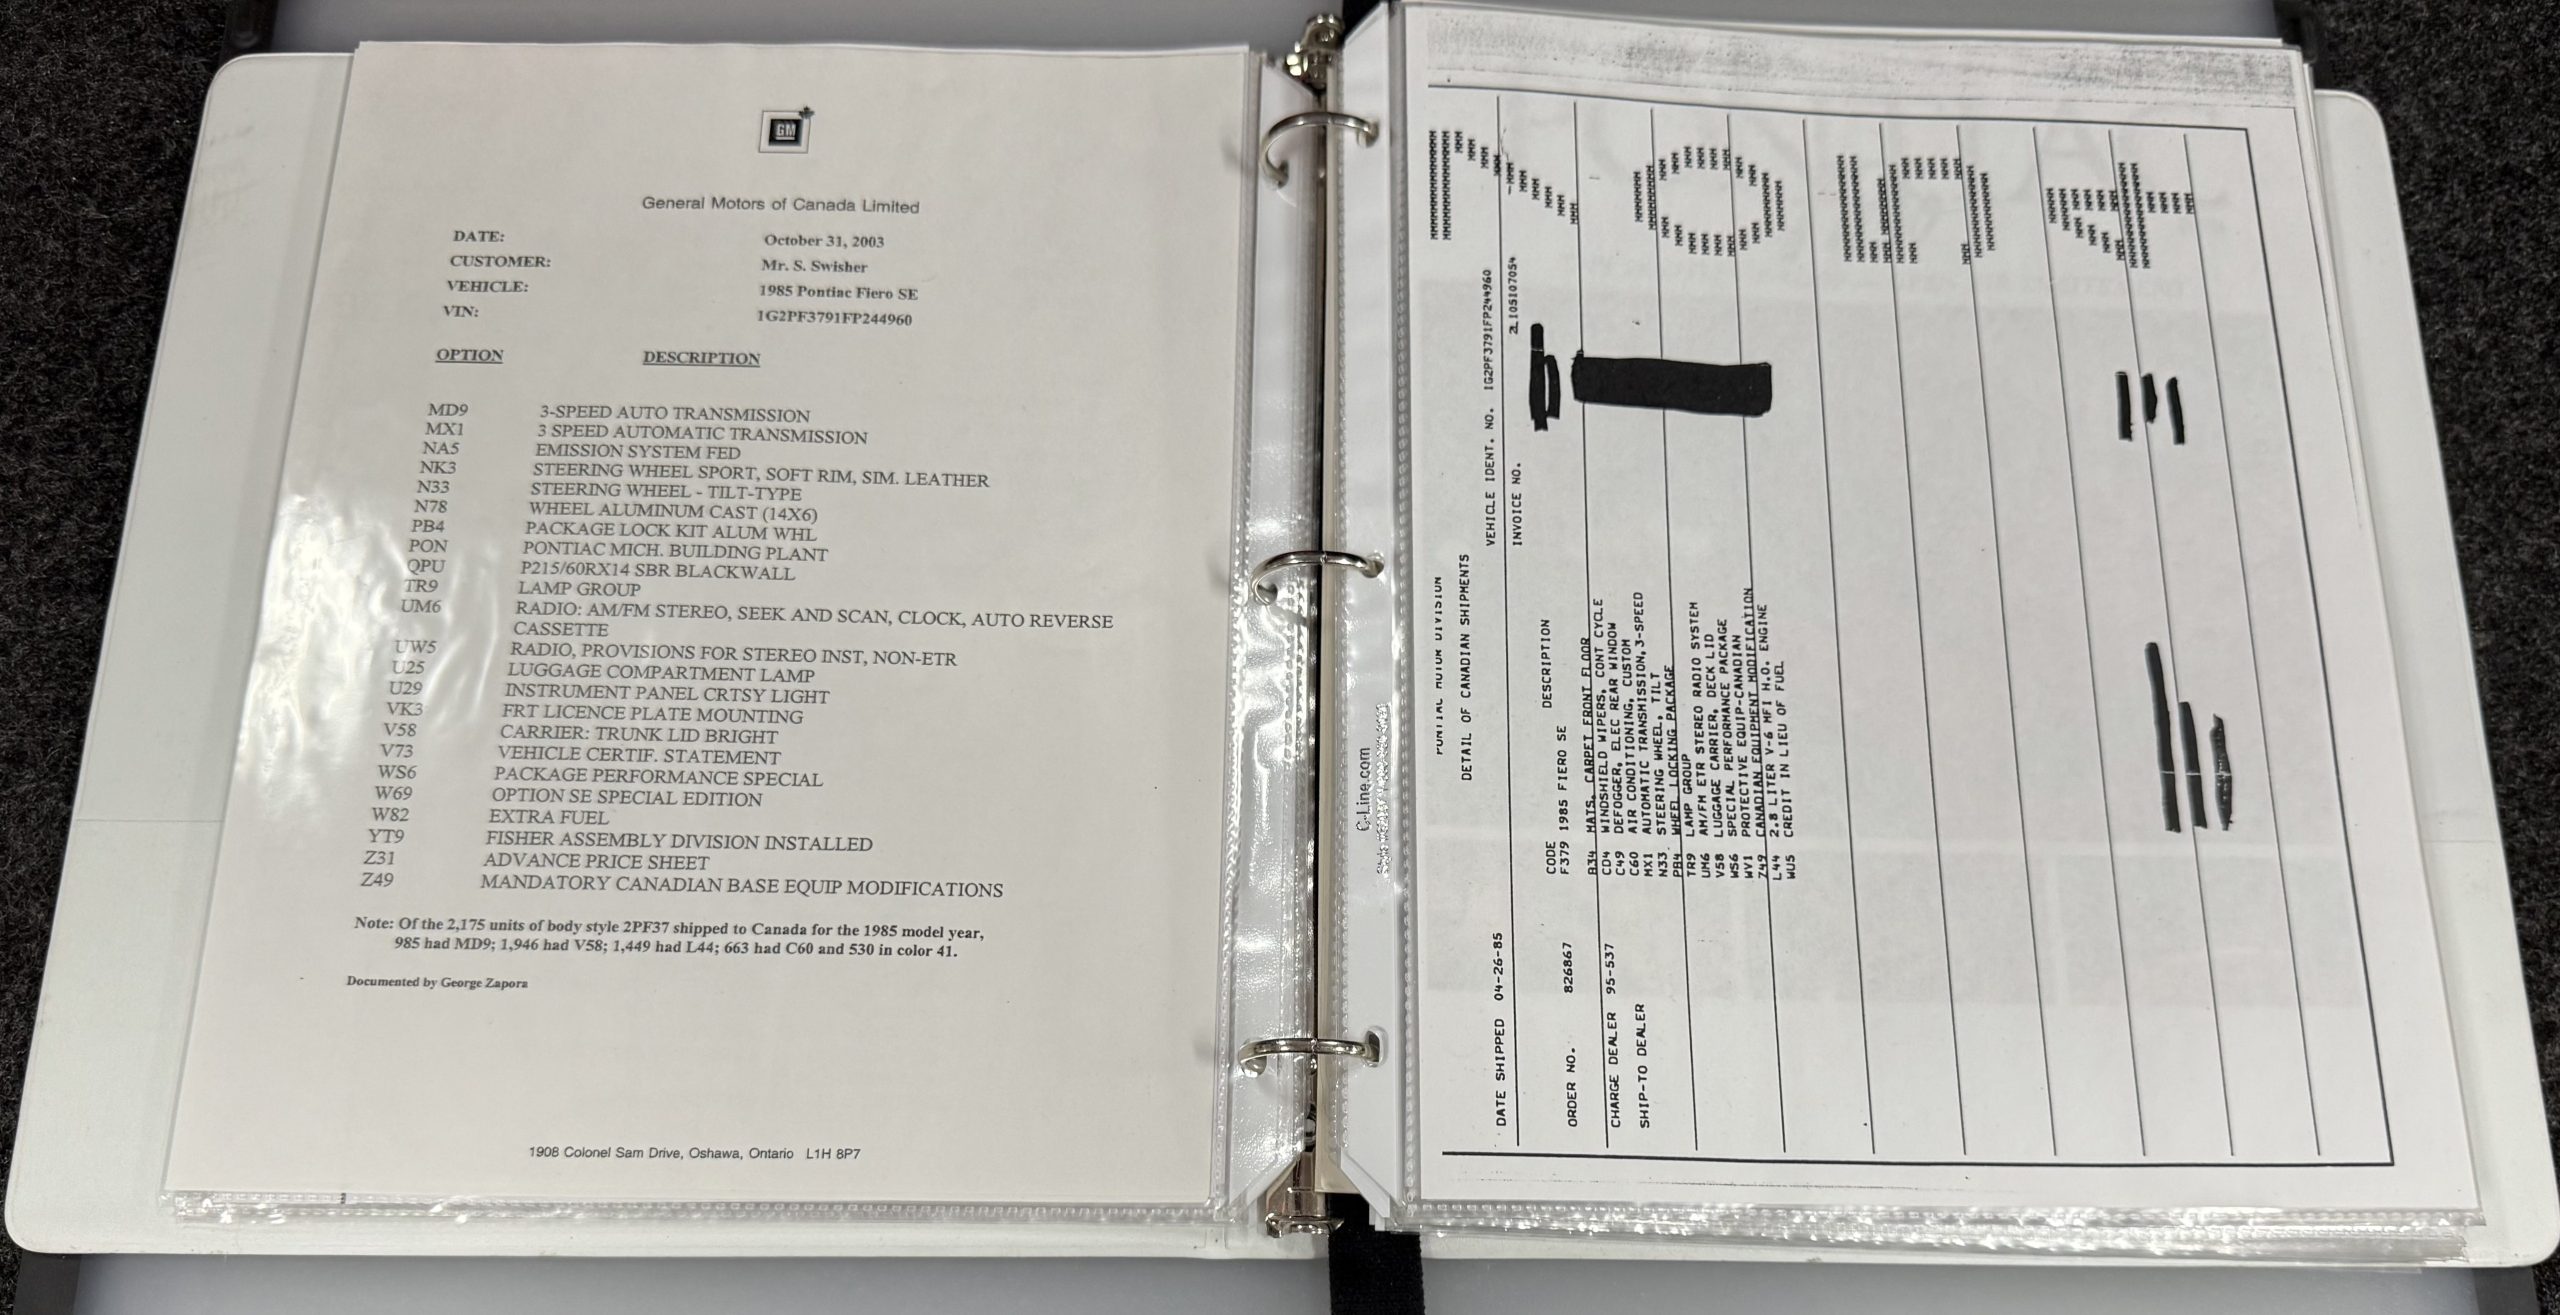 GM
General Motors of Canada Limited
DATE: October 31, 2003
CUSTOMER: Mr. S. Swisher
VEHICLE: 1985 Pontiac Fiero SE
VIN: 1G2PF3791FP244960
OPTION DESCRIPTION
MD9 3-SPEED AUTO TRANSMISSION
MX1 3 SPEED AUTOMATIC TRANSMISSION
NA5 EMISSION SYSTEM FED
NK3 STEERING WHEEL SPORT, SOFT RIM, SIM. LEATHER
N33 STEERING WHEEL - TILT-TYPE
N78 WHEEL ALUMINUM CAST (14X6)
PB4 PACKAGE LOCK KIT ALUM WHL
PON PONTIAC MICH. BUILDING PLANT
QPU P215/60RX14 SBR BLACKWALL
TR9 LAMP GROUP
UM6 RADIO: AM/FM STEREO, SEEK AND SCAN, CLOCK, AUTO REVERSE
CASSETTE
UW5 RADIO, PROVISIONS FOR STEREO INST, NON-ETR
U25 LUGGAGE COMPARTMENT LAMP
U29 INSTRUMENT PANEL CRTSY LIGHT
VK3 FRT LICENCE PLATE MOUNTING
V58 CARRIER: TRUNK LID BRIGHT
V73 VEHICLE CERTIF. STATEMENT
WS6 PACKAGE PERFORMANCE SPECIAL
W69 OPTION SE SPECIAL EDITION
W82 EXTRA FUEL
YT9 FISHER ASSEMBLY DIVISION INSTALLED
Z31 ADVANCE PRICE SHEET
Z49 MANDATORY CANADIAN BASE EQUIP MODIFICATIONS
Note: Of the 2,175 units of body style 2PF37 shipped to Canada for the 1985 model year,
985 had MD9; 1,946 had V58; 1,449 had L44; 663 had C60 and 530 in color 41.
Documented by George Zapora
1908 Colonel Sam Drive, Oshawa, Ontario L1H 8P7
C-Line.com
PONTIAC MOTOR DIVISION
DETAIL OF CANADIAN SHIPMENTS
DATE SHIPPED 04-26-85 VEHICLE IDENT. NO. 1G2PF3791FP244960
INVOICE NO. 2L105107054
CODE DESCRIPTION
ORDER NO. 826867 F379 1985 FIERO SE
B34 MATS, CARPET FRONT FLOOR
CD4 WINDSHIELD WIPERS, CONT CYCLE
CHARGE DEALER 95-537 C49 DEFOGGER, ELEC REAR WINDOW
C60 AIR CONDITIONING, CUSTOM
SHIP-TO DEALER MX1 AUTOMATIC TRANSMISSION,3-SPEED
N33 STEERING WHEEL, TILT
PB4 WHEEL LOCKING PACKAGE
TR9 LAMP GROUP
UM6 AM/FM ETR STEREO RADIO SYSTEM
V58 LUGGAGE CARRIER, DECK LID
WS6 SPECIAL PERFORMANCE PACKAGE
WV1 PROTECTIVE EQUIP-CANADIAN
Z49 CANADIAN EQUIPMENT MODIFICATION
L44 2.8 LITER V-6 MFI H.O. ENGINE
WU5 CREDIT IN LIEU OF FUEL